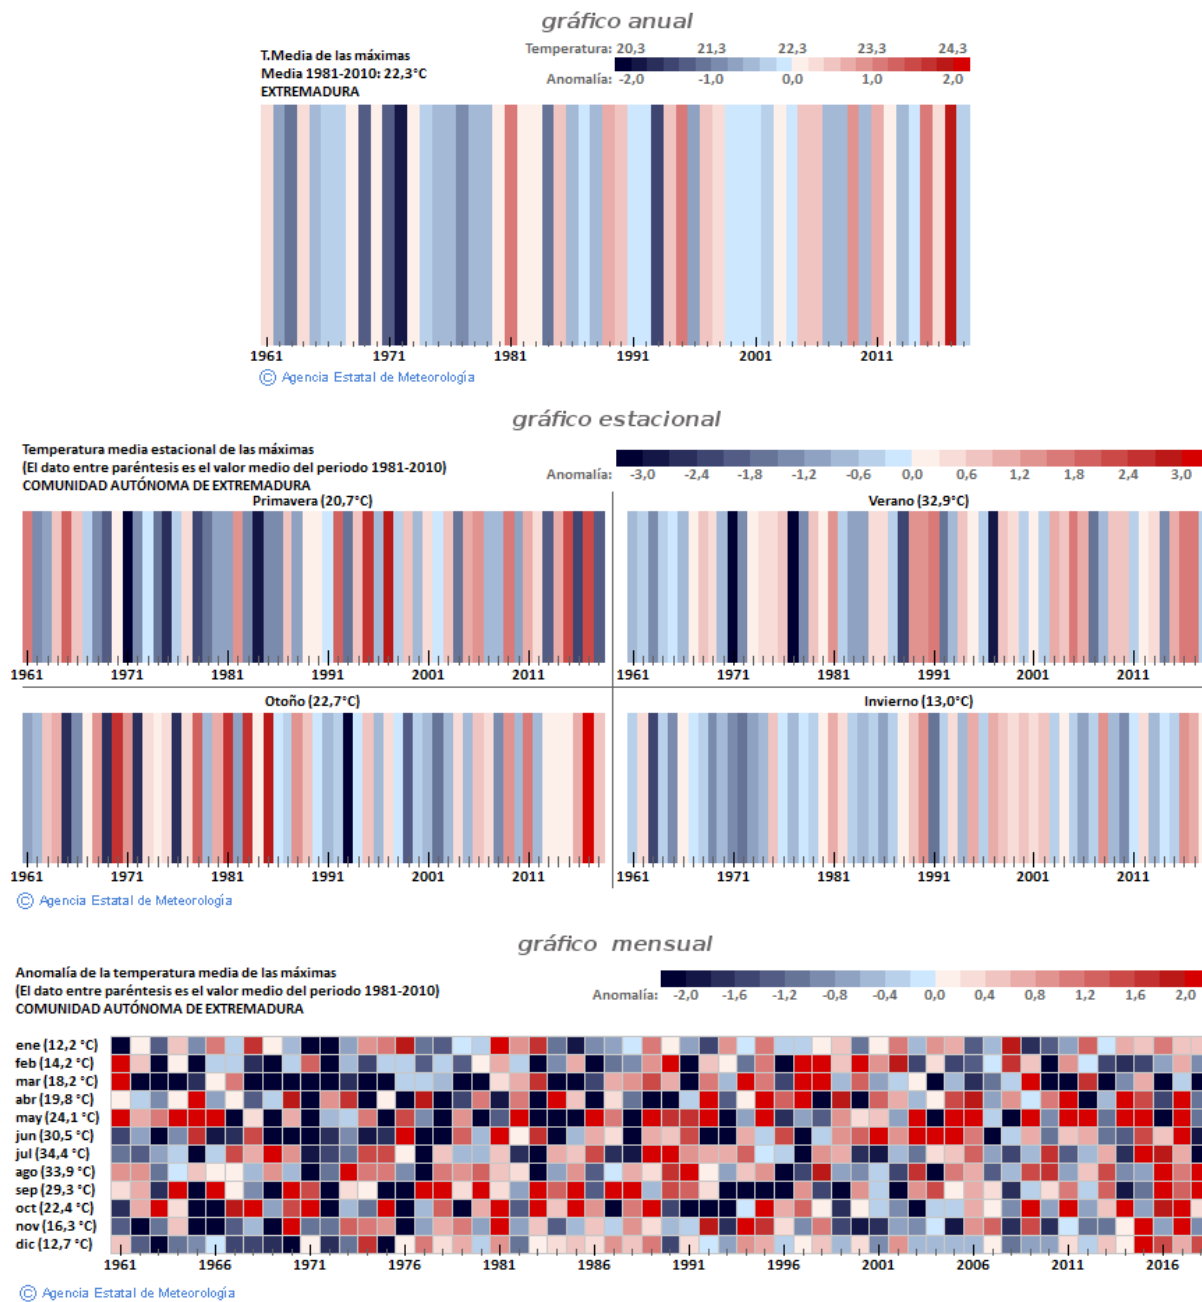 gráfico anual
T.Media de las máximas
Media 1981-2010: 22,3°C
EXTREMADURA
Temperatura: 20,3 21,3 22,3 23,3 24,3
Anomalía: -2,0 -1,0 0,0 1,0 2,0
1961 1971 1981 1991 2001 2011
© Agencia Estatal de Meteorología
gráfico estacional
Temperatura media estacional de las máximas
(El dato entre paréntesis es el valor medio del periodo 1981-2010)
COMUNIDAD AUTÓNOMA DE EXTREMADURA
Anomalía: -3,0 -2,4 -1,8 -1,2 -0,6 0,0 0,6 1,2 1,8 2,4 3,0
Primavera (20,7°C)
1961 1971 1981 1991 2001 2011
Verano (32,9°C)
1961 1971 1981 1991 2001 2011
Otoño (22,7°C)
1961 1971 1981 1991 2001 2011
Invierno (13,0°C)
1961 1971 1981 1991 2001 2011
© Agencia Estatal de Meteorología
gráfico mensual
Anomalía de la temperatura media de las máximas
(El dato entre paréntesis es el valor medio del periodo 1981-2010)
COMUNIDAD AUTÓNOMA DE EXTREMADURA
Anomalía: -2,0 -1,6 -1,2 -0,8 -0,4 0,0 0,4 0,8 1,2 1,6 2,0
ene (12,2 °C)
feb (14,2 °C)
mar (18,2 °C)
abr (19,8 °C)
may (24,1 °C)
jun (30,5 °C)
jul (34,4 °C)
ago (33,9 °C)
sep (29,3 °C)
oct (22,4 °C)
nov (16,3 °C)
dic (12,7 °C)
1961 1966 1971 1976 1981 1986 1991 1996 2001 2006 2011 2016
© Agencia Estatal de Meteorología